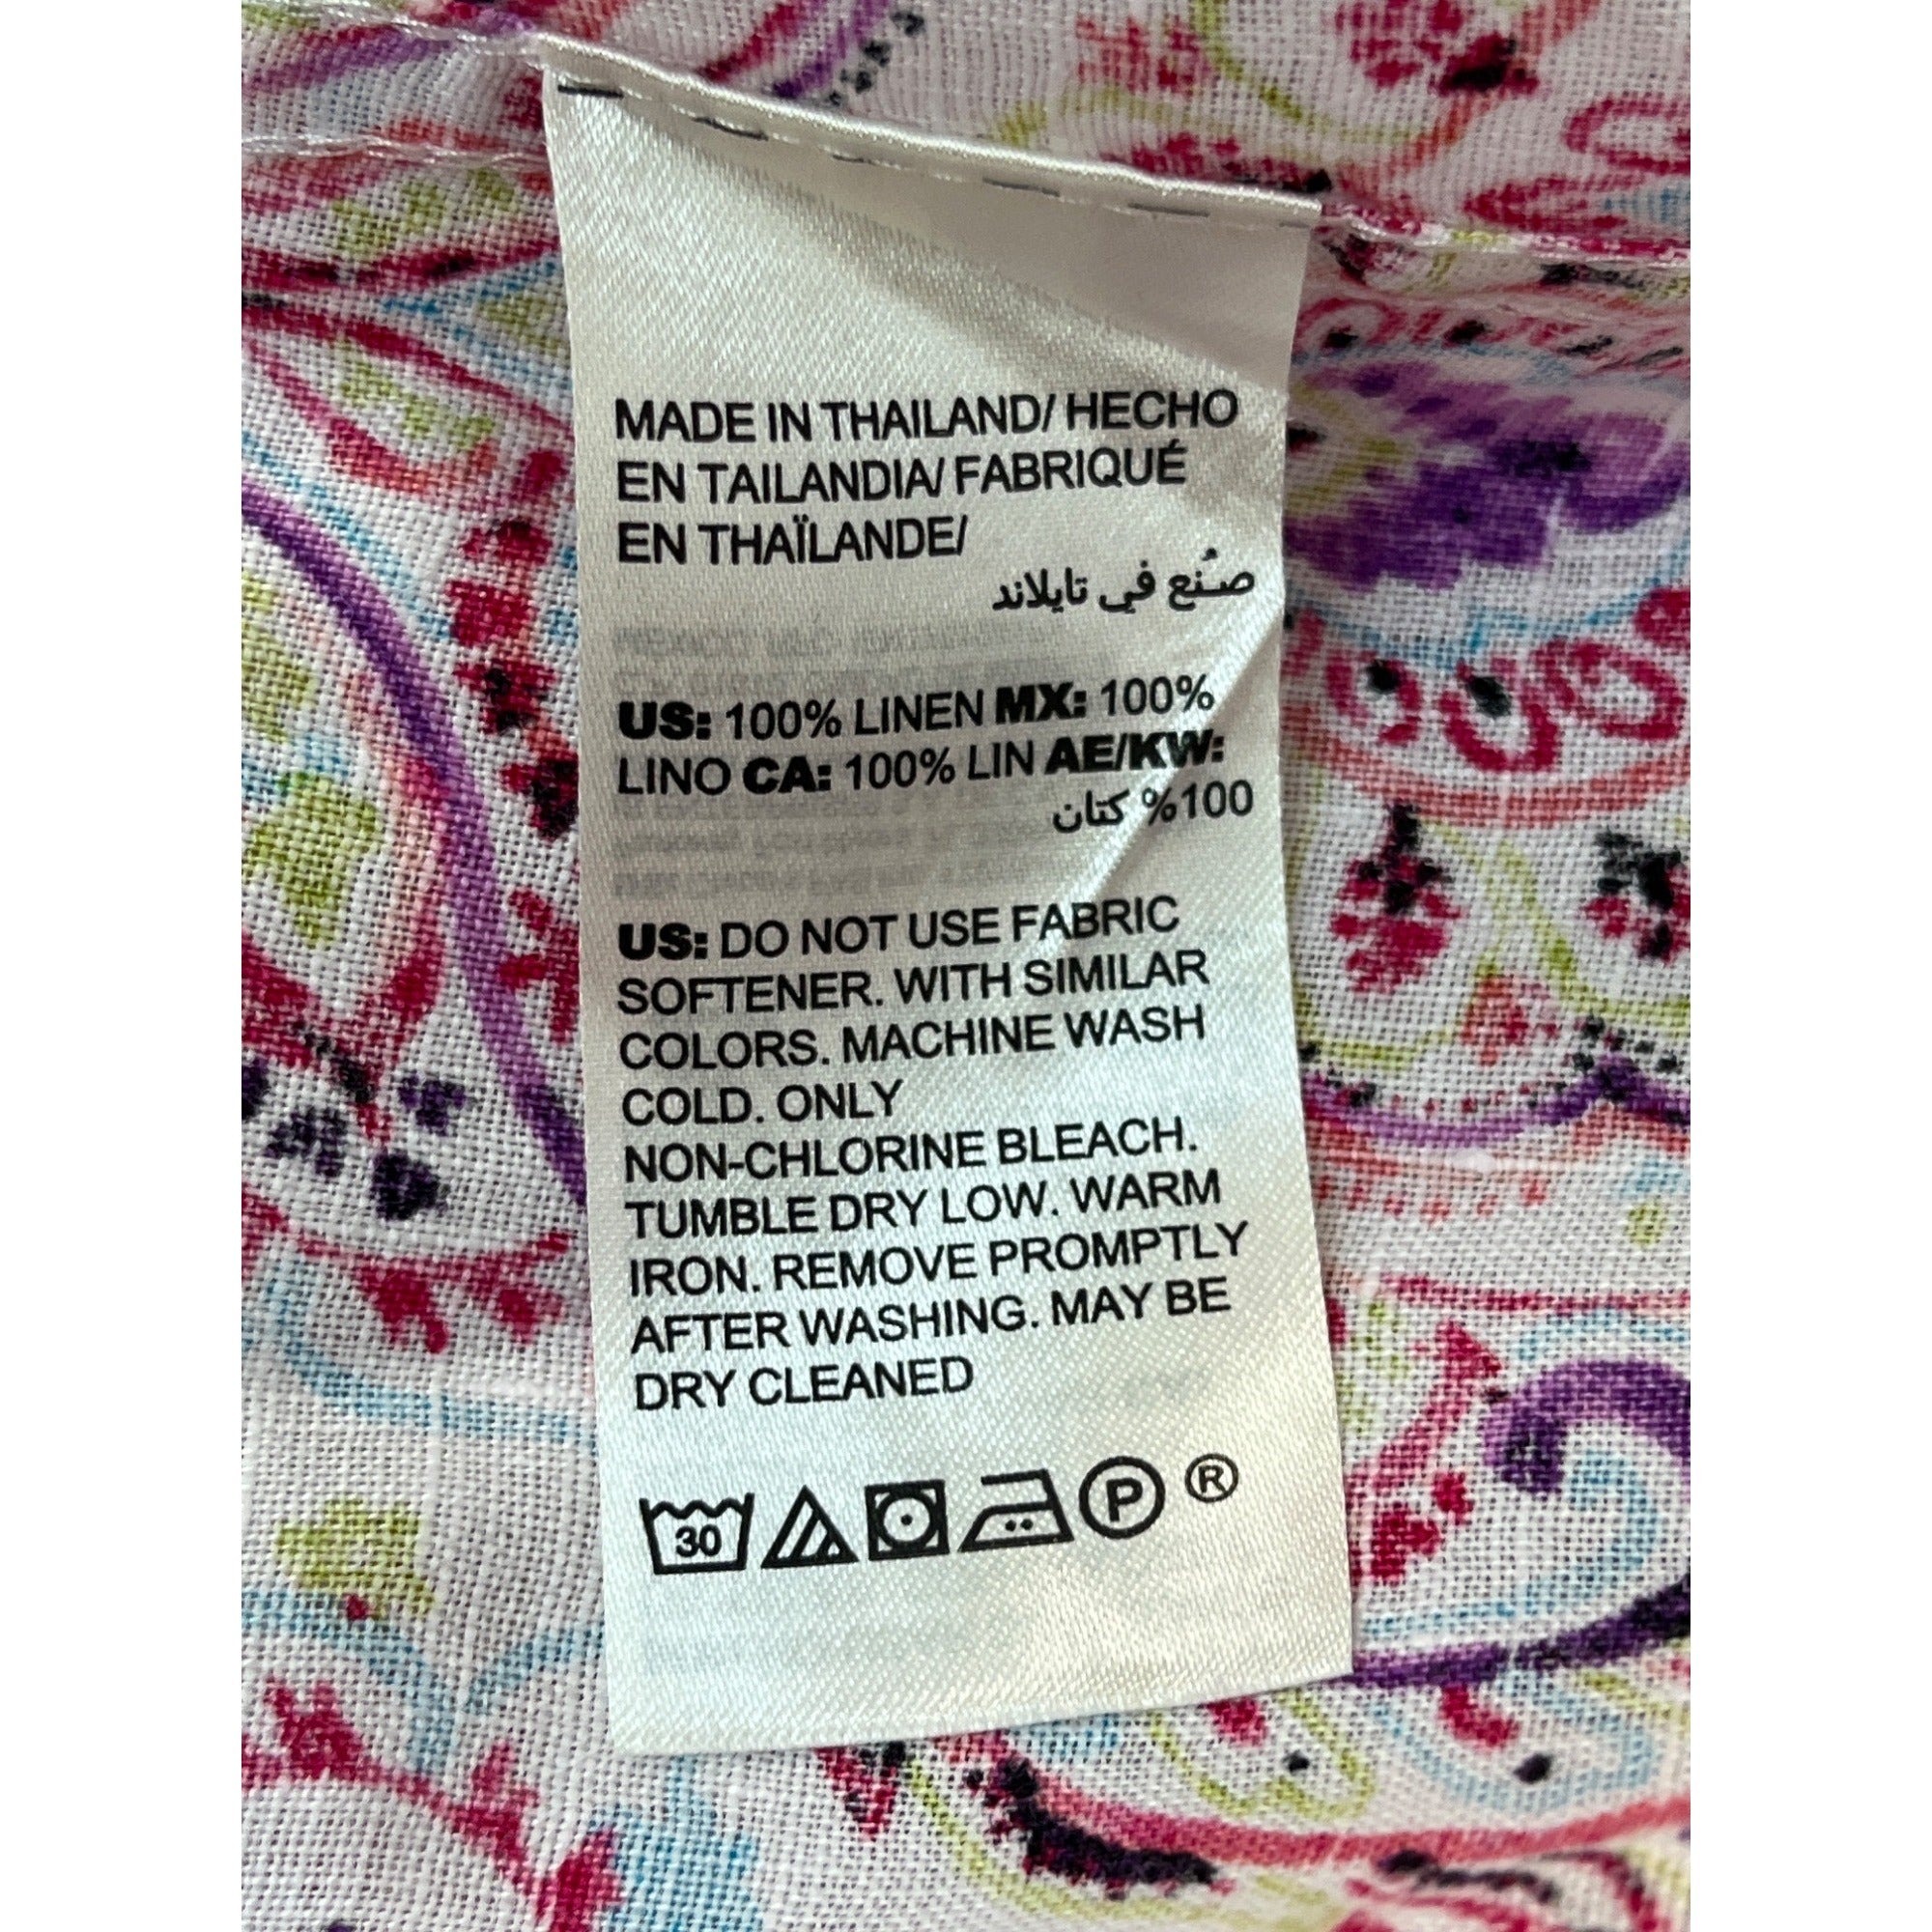 MADE IN THAILAND/ HECHO
EN TAILANDIA/ FABRIQUÉ
EN THAÏLANDE/
صُنع في تايلاند
US: 100% LINEN MX: 100%
LINO CA: 100% LIN AE/KW:
100% كتان
US: DO NOT USE FABRIC
SOFTENER. WITH SIMILAR
COLORS. MACHINE WASH
COLD. ONLY
NON-CHLORINE BLEACH.
TUMBLE DRY LOW. WARM
IRON. REMOVE PROMPTLY
AFTER WASHING. MAY BE
DRY CLEANED
30 P ®